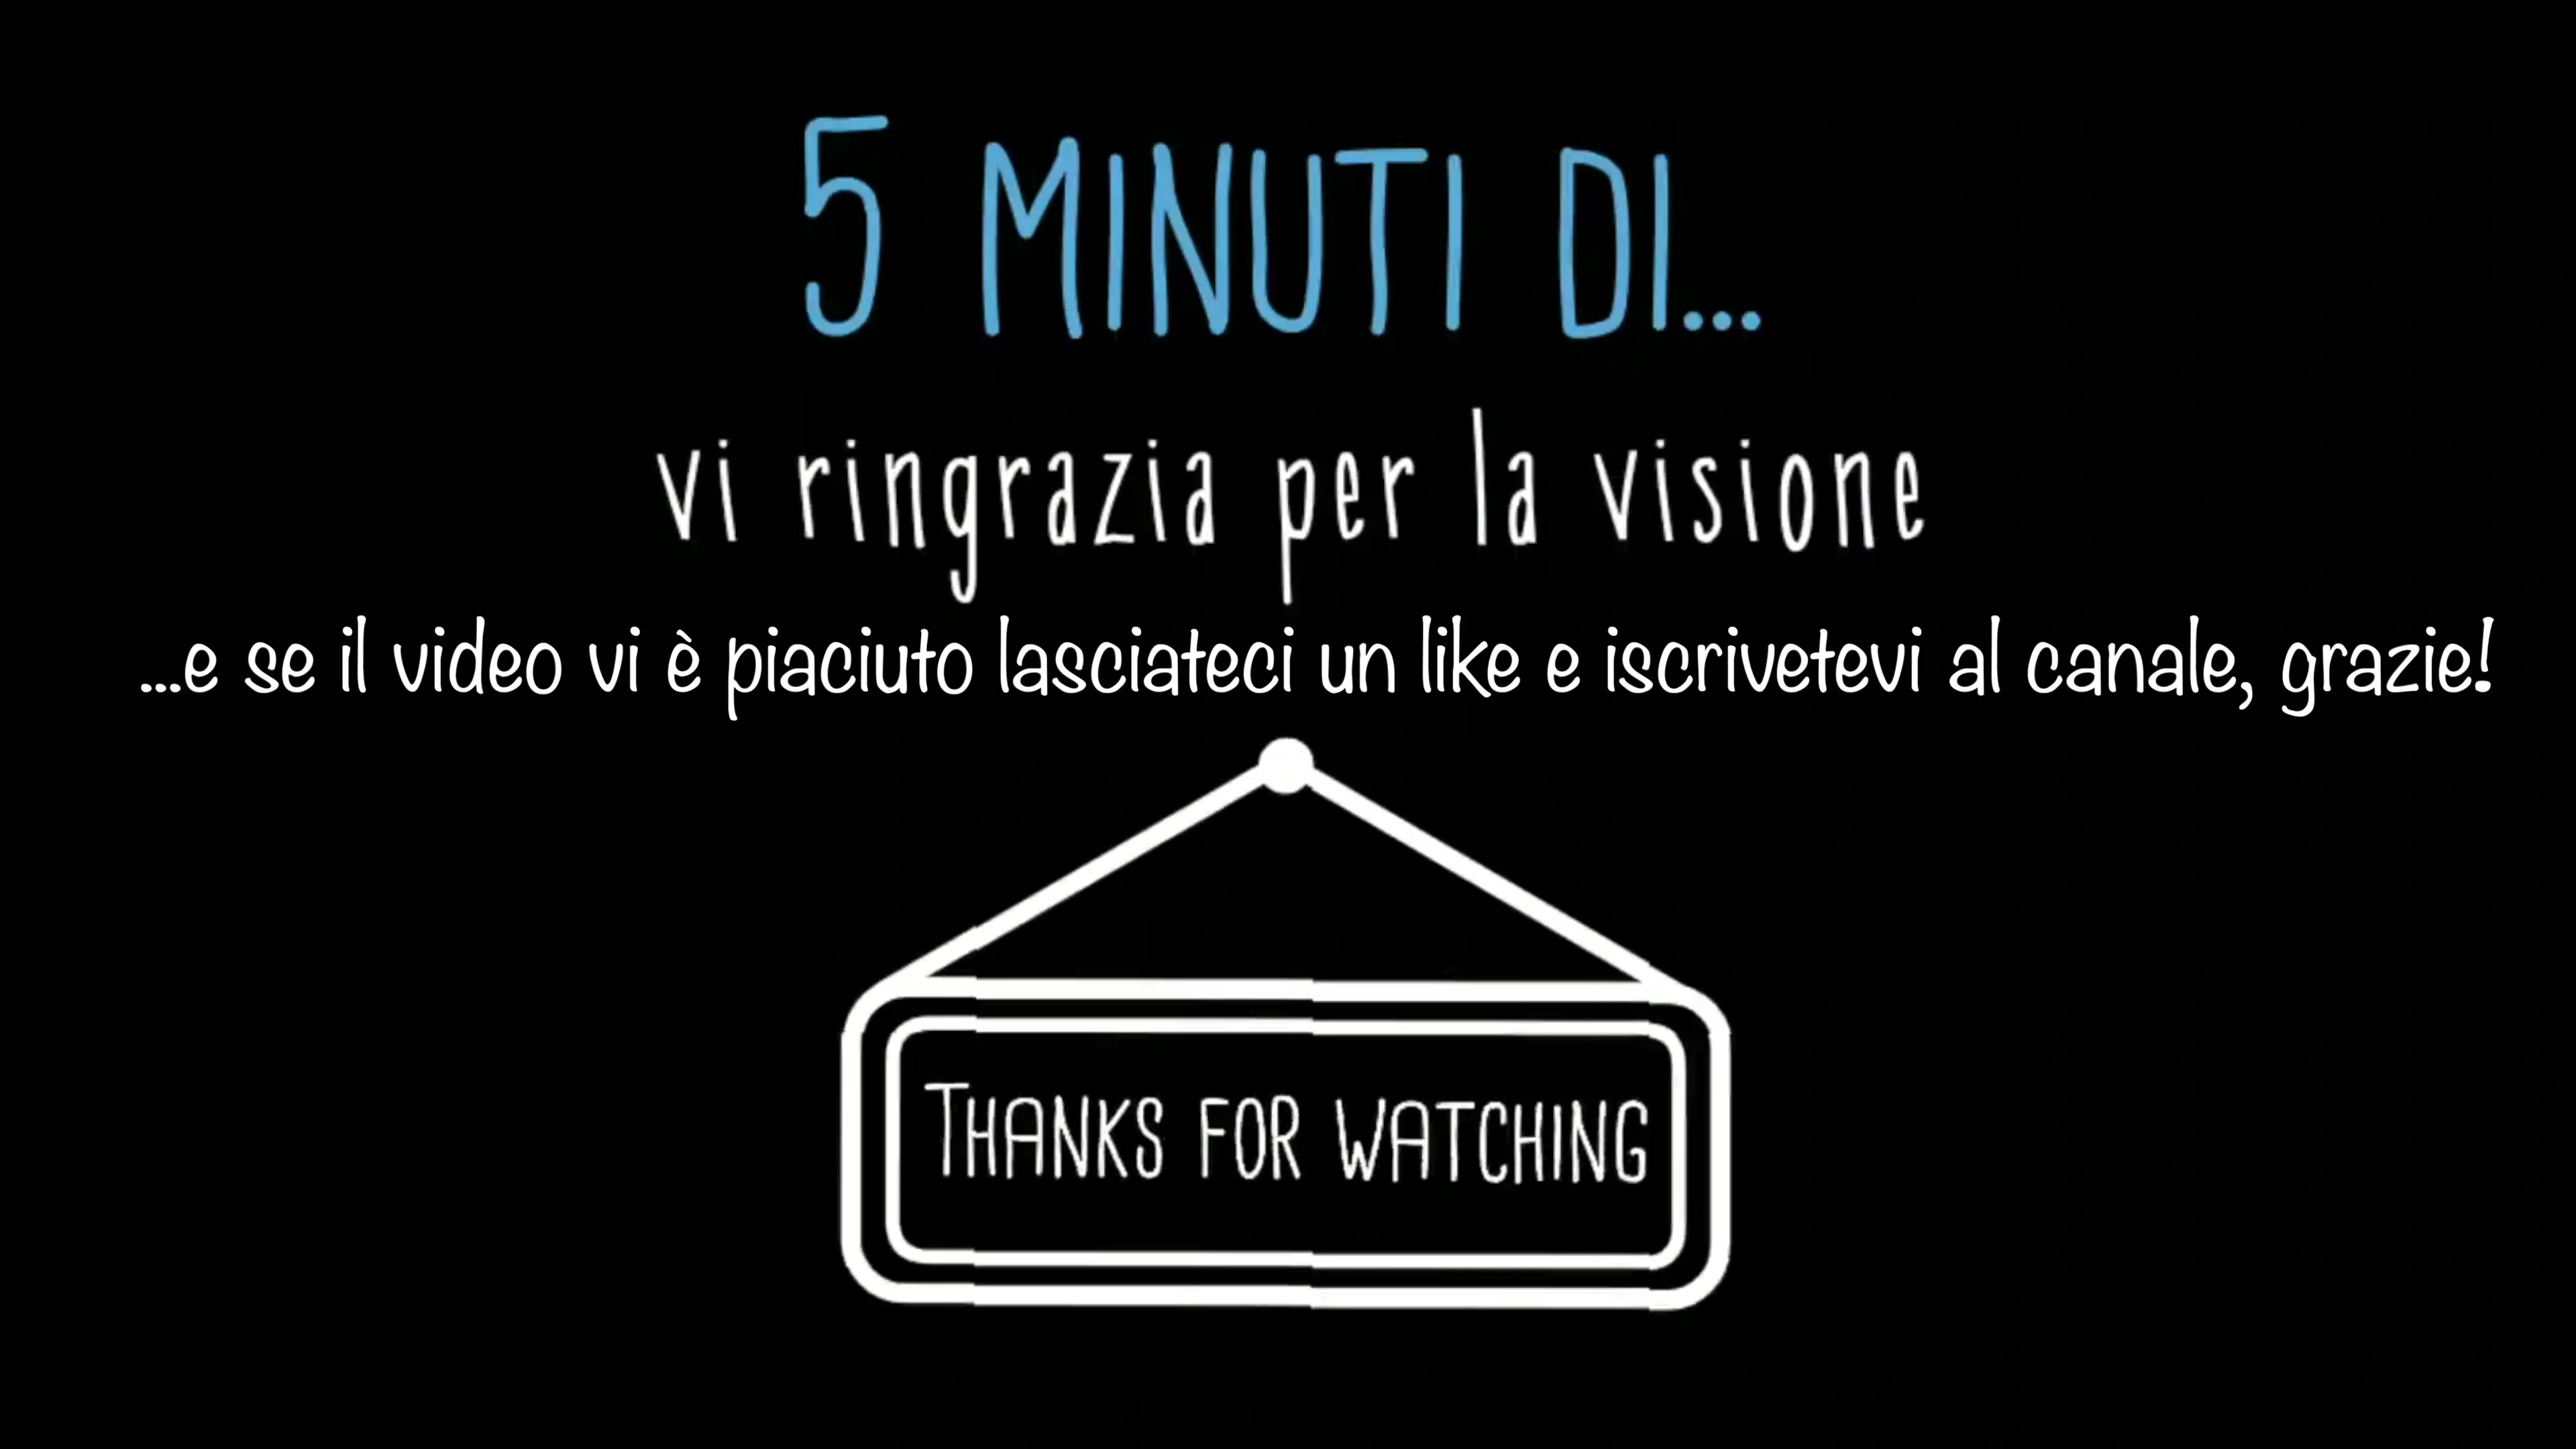 5 MINUTI DI...
vi ringrazia per la visione
...e se il video vi è piaciuto lasciateci un like e iscrivetevi al canale, grazie!
THANKS FOR WATCHING